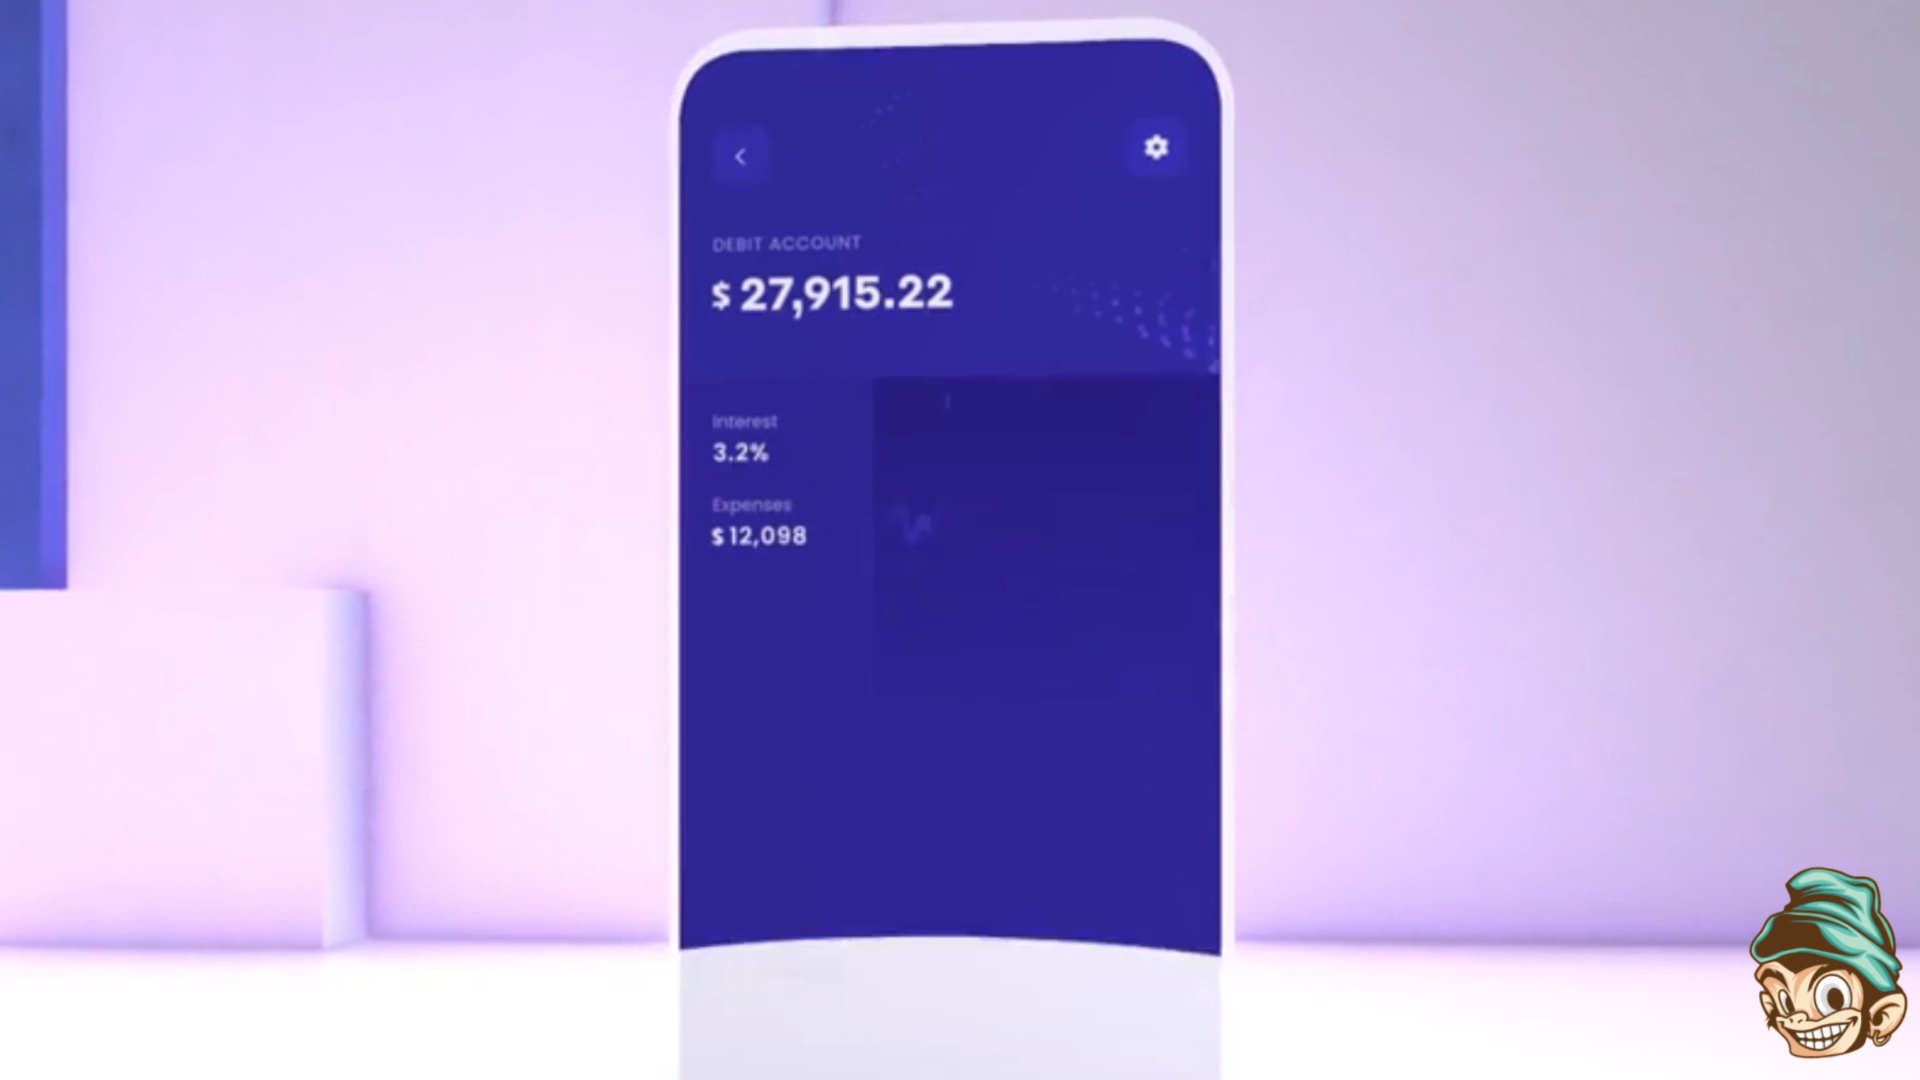 DEBIT ACCOUNT
$ 27,915.22
Interest
3.2%
Expenses
$12,098